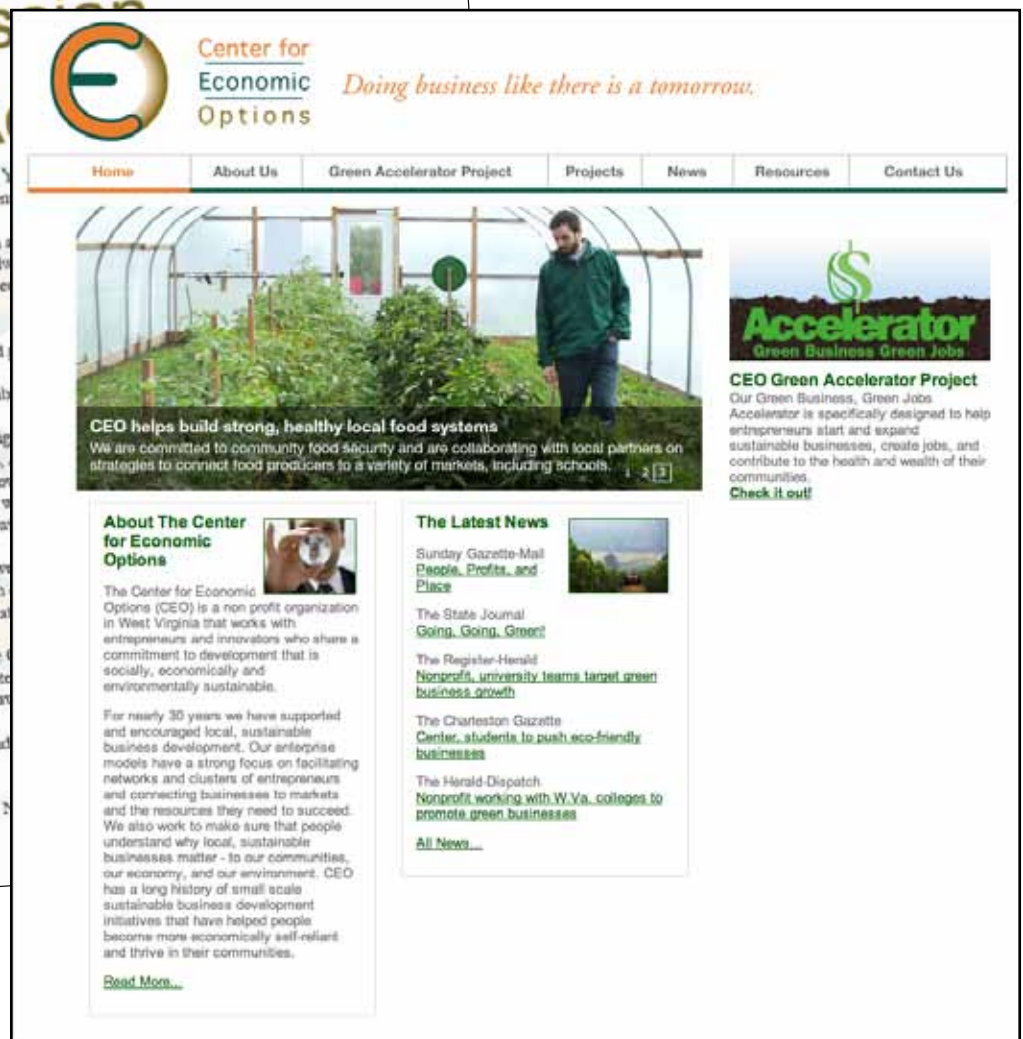 Center for
Economic
Options
Doing business like there is a tomorrow.
Home
About Us
Green Accelerator Project
Projects
News
Resources
Contact Us
CEO helps build strong, healthy local food systems
We are committed to community food security and are collaborating with local partners on
strategies to connect food producers to a variety of markets, including schools.
1 2 3
Accelerator
Green Business Green Jobs
CEO Green Accelerator Project
Our Green Business, Green Jobs
Accelerator is specifically designed to help
entrepreneurs start and expand
sustainable businesses, create jobs, and
contribute to the health and wealth of their
communities.
Check it out!
About The Center
for Economic
Options
The Center for Economic
Options (CEO) is a non profit organization
in West Virginia that works with
entrepreneurs and innovators who share a
commitment to development that is
socially, economically and
environmentally sustainable.
For nearly 30 years we have supported
and encouraged local, sustainable
business development. Our enterprise
models have a strong focus on facilitating
networks and clusters of entrepreneurs
and connecting businesses to markets
and the resources they need to succeed.
We also work to make sure that people
understand why local, sustainable
businesses matter - to our communities,
our economy, and our environment. CEO
has a long history of small scale
sustainable business development
initiatives that have helped people
become more economically self-reliant
and thrive in their communities.
Read More...
The Latest News
Sunday Gazette-Mail
People, Profits, and
Place
The State Journal
Going, Going, Green!
The Register-Herald
Nonprofit, university teams target green
business growth
The Charleston Gazette
Center, students to push eco-friendly
businesses
The Herald-Dispatch
Nonprofit working with W.Va. colleges to
promote green businesses
All News...